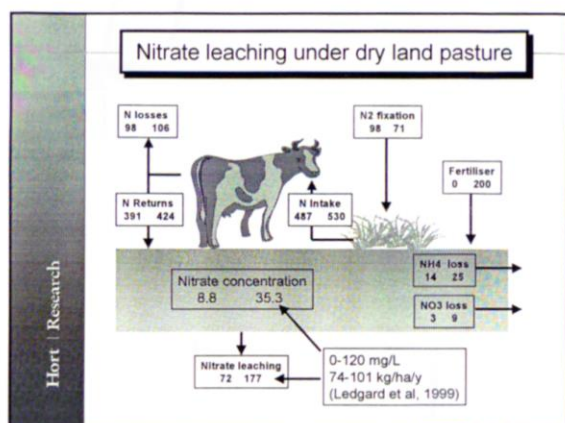 Nitrate leaching under dry land pasture
N losses
98 106
N2 fixation
98 71
Fertiliser
0 200
N Returns
391 424
N Intake
487 530
NH4 loss
14 25
Nitrate concentration
8.8 35.3
NO3 loss
3 9
Nitrate leaching
72 177
0-120 mg/L
74-101 kg/ha/y
(Ledgard et al, 1999)
Hort | Research